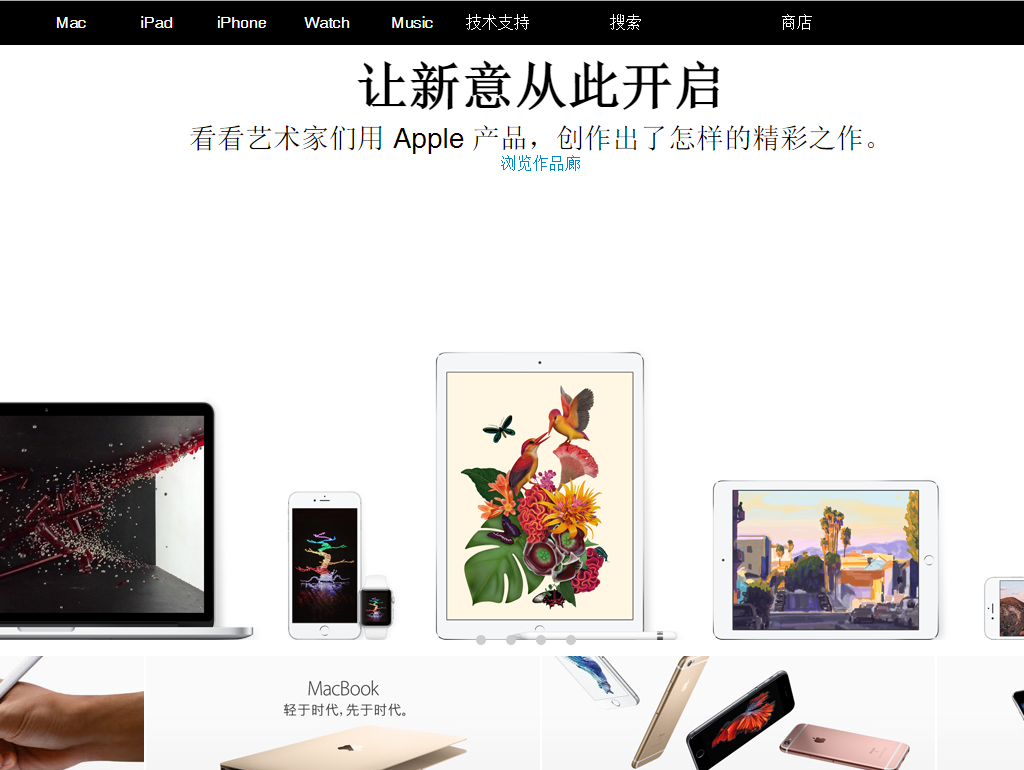 Mac iPad iPhone Watch Music 技术支持 搜索 商店
让新意从此开启
看看艺术家们用 Apple 产品，创作出了怎样的精彩之作。
浏览作品廊
MacBook
轻于时代，先于时代。